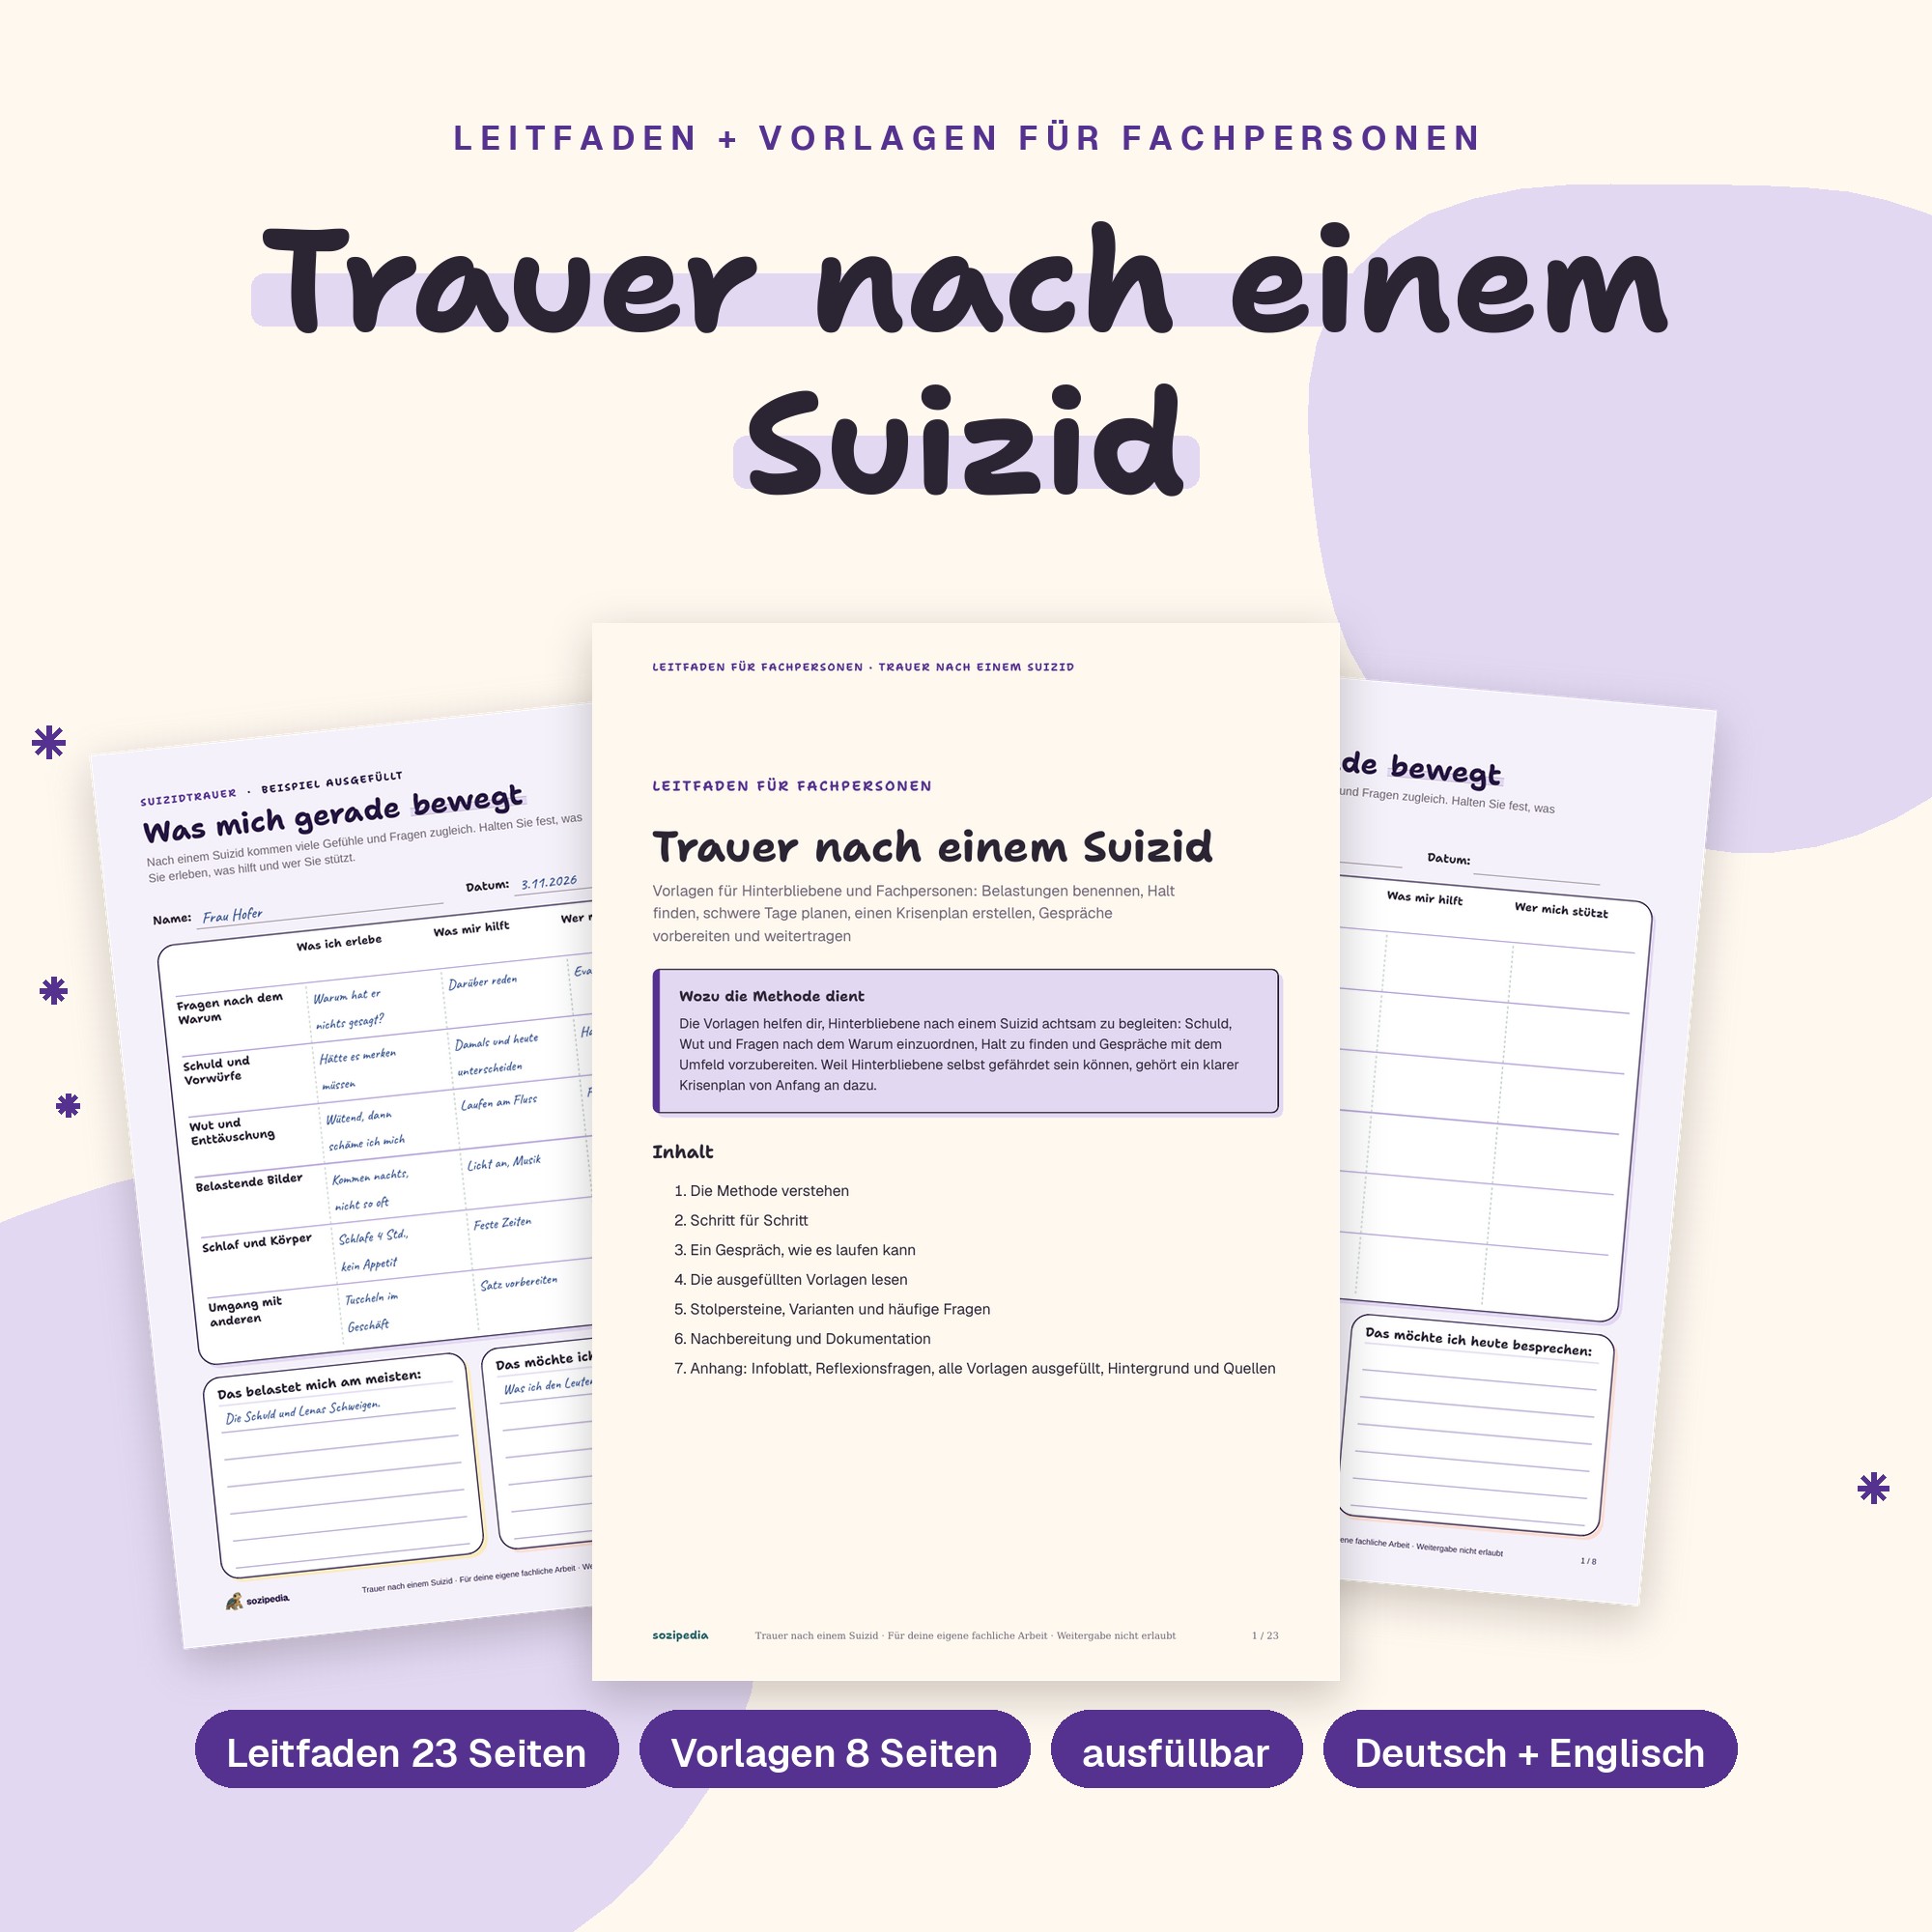 LEITFADEN + VORLAGEN FÜR FACHPERSONEN
Trauer nach einem
Suizid
SUIZIDTRAUER · BEISPIEL AUSGEFÜLLT
Was mich gerade bewegt
Nach einem Suizid kommen viele Gefühle und Fragen zugleich. Halten Sie fest, was
Sie erleben, was hilft und wer Sie stützt.
Name: Frau Hofer
Datum: 3.11.2026
Was ich erlebe
Was mir hilft
Wer
Fragen nach dem
Warum
Warum hat er
nichts gesagt?
Darüber reden
Schuld und
Vorwürfe
Hätte es merken
müssen
Damals und heute
unterscheiden
Wut und
Enttäuschung
Wütend, dann
schäme ich mich
Laufen am Fluss
Belastende Bilder
Kommen nachts,
nicht so oft
Licht an, Musik
Schlaf und Körper
Schlafe 4 Std.,
kein Appetit
Feste Zeiten
Umgang mit
anderen
Tuscheln im
Geschäft
Satz vorbereiten
Das belastet mich am meisten:
Die Schuld und Lenas Schweigen.
Das möchte ich
Was ich den
sozipedia
Trauer nach einem Suizid · Für deine eigene fachliche Arbeit ·
LEITFADEN FÜR FACHPERSONEN · TRAUER NACH EINEM SUIZID
LEITFADEN FÜR FACHPERSONEN
Trauer nach einem Suizid
Vorlagen für Hinterbliebene und Fachpersonen: Belastungen benennen, Halt
finden, schwere Tage planen, einen Krisenplan erstellen, Gespräche
vorbereiten und weitertragen
Wozu die Methode dient
Die Vorlagen helfen dir, Hinterbliebene nach einem Suizid achtsam zu begleiten: Schuld,
Wut und Fragen nach dem Warum einzuordnen, Halt zu finden und Gespräche mit dem
Umfeld vorzubereiten. Weil Hinterbliebene selbst gefährdet sein können, gehört ein klarer
Krisenplan von Anfang an dazu.
Inhalt
1. Die Methode verstehen
2. Schritt für Schritt
3. Ein Gespräch, wie es laufen kann
4. Die ausgefüllten Vorlagen lesen
5. Stolpersteine, Varianten und häufige Fragen
6. Nachbereitung und Dokumentation
7. Anhang: Infoblatt, Reflexionsfragen, alle Vorlagen ausgefüllt, Hintergrund und Quellen
sozipedia
Trauer nach einem Suizid · Für deine eigene fachliche Arbeit · Weitergabe nicht erlaubt
1 / 23
bewegt
und Fragen zugleich. Halten Sie fest, was
Datum:
Was mir hilft
Wer mich stützt
Das möchte ich heute besprechen:
fachliche Arbeit · Weitergabe nicht erlaubt
1 / 8
Leitfaden 23 Seiten
Vorlagen 8 Seiten
ausfüllbar
Deutsch + Englisch